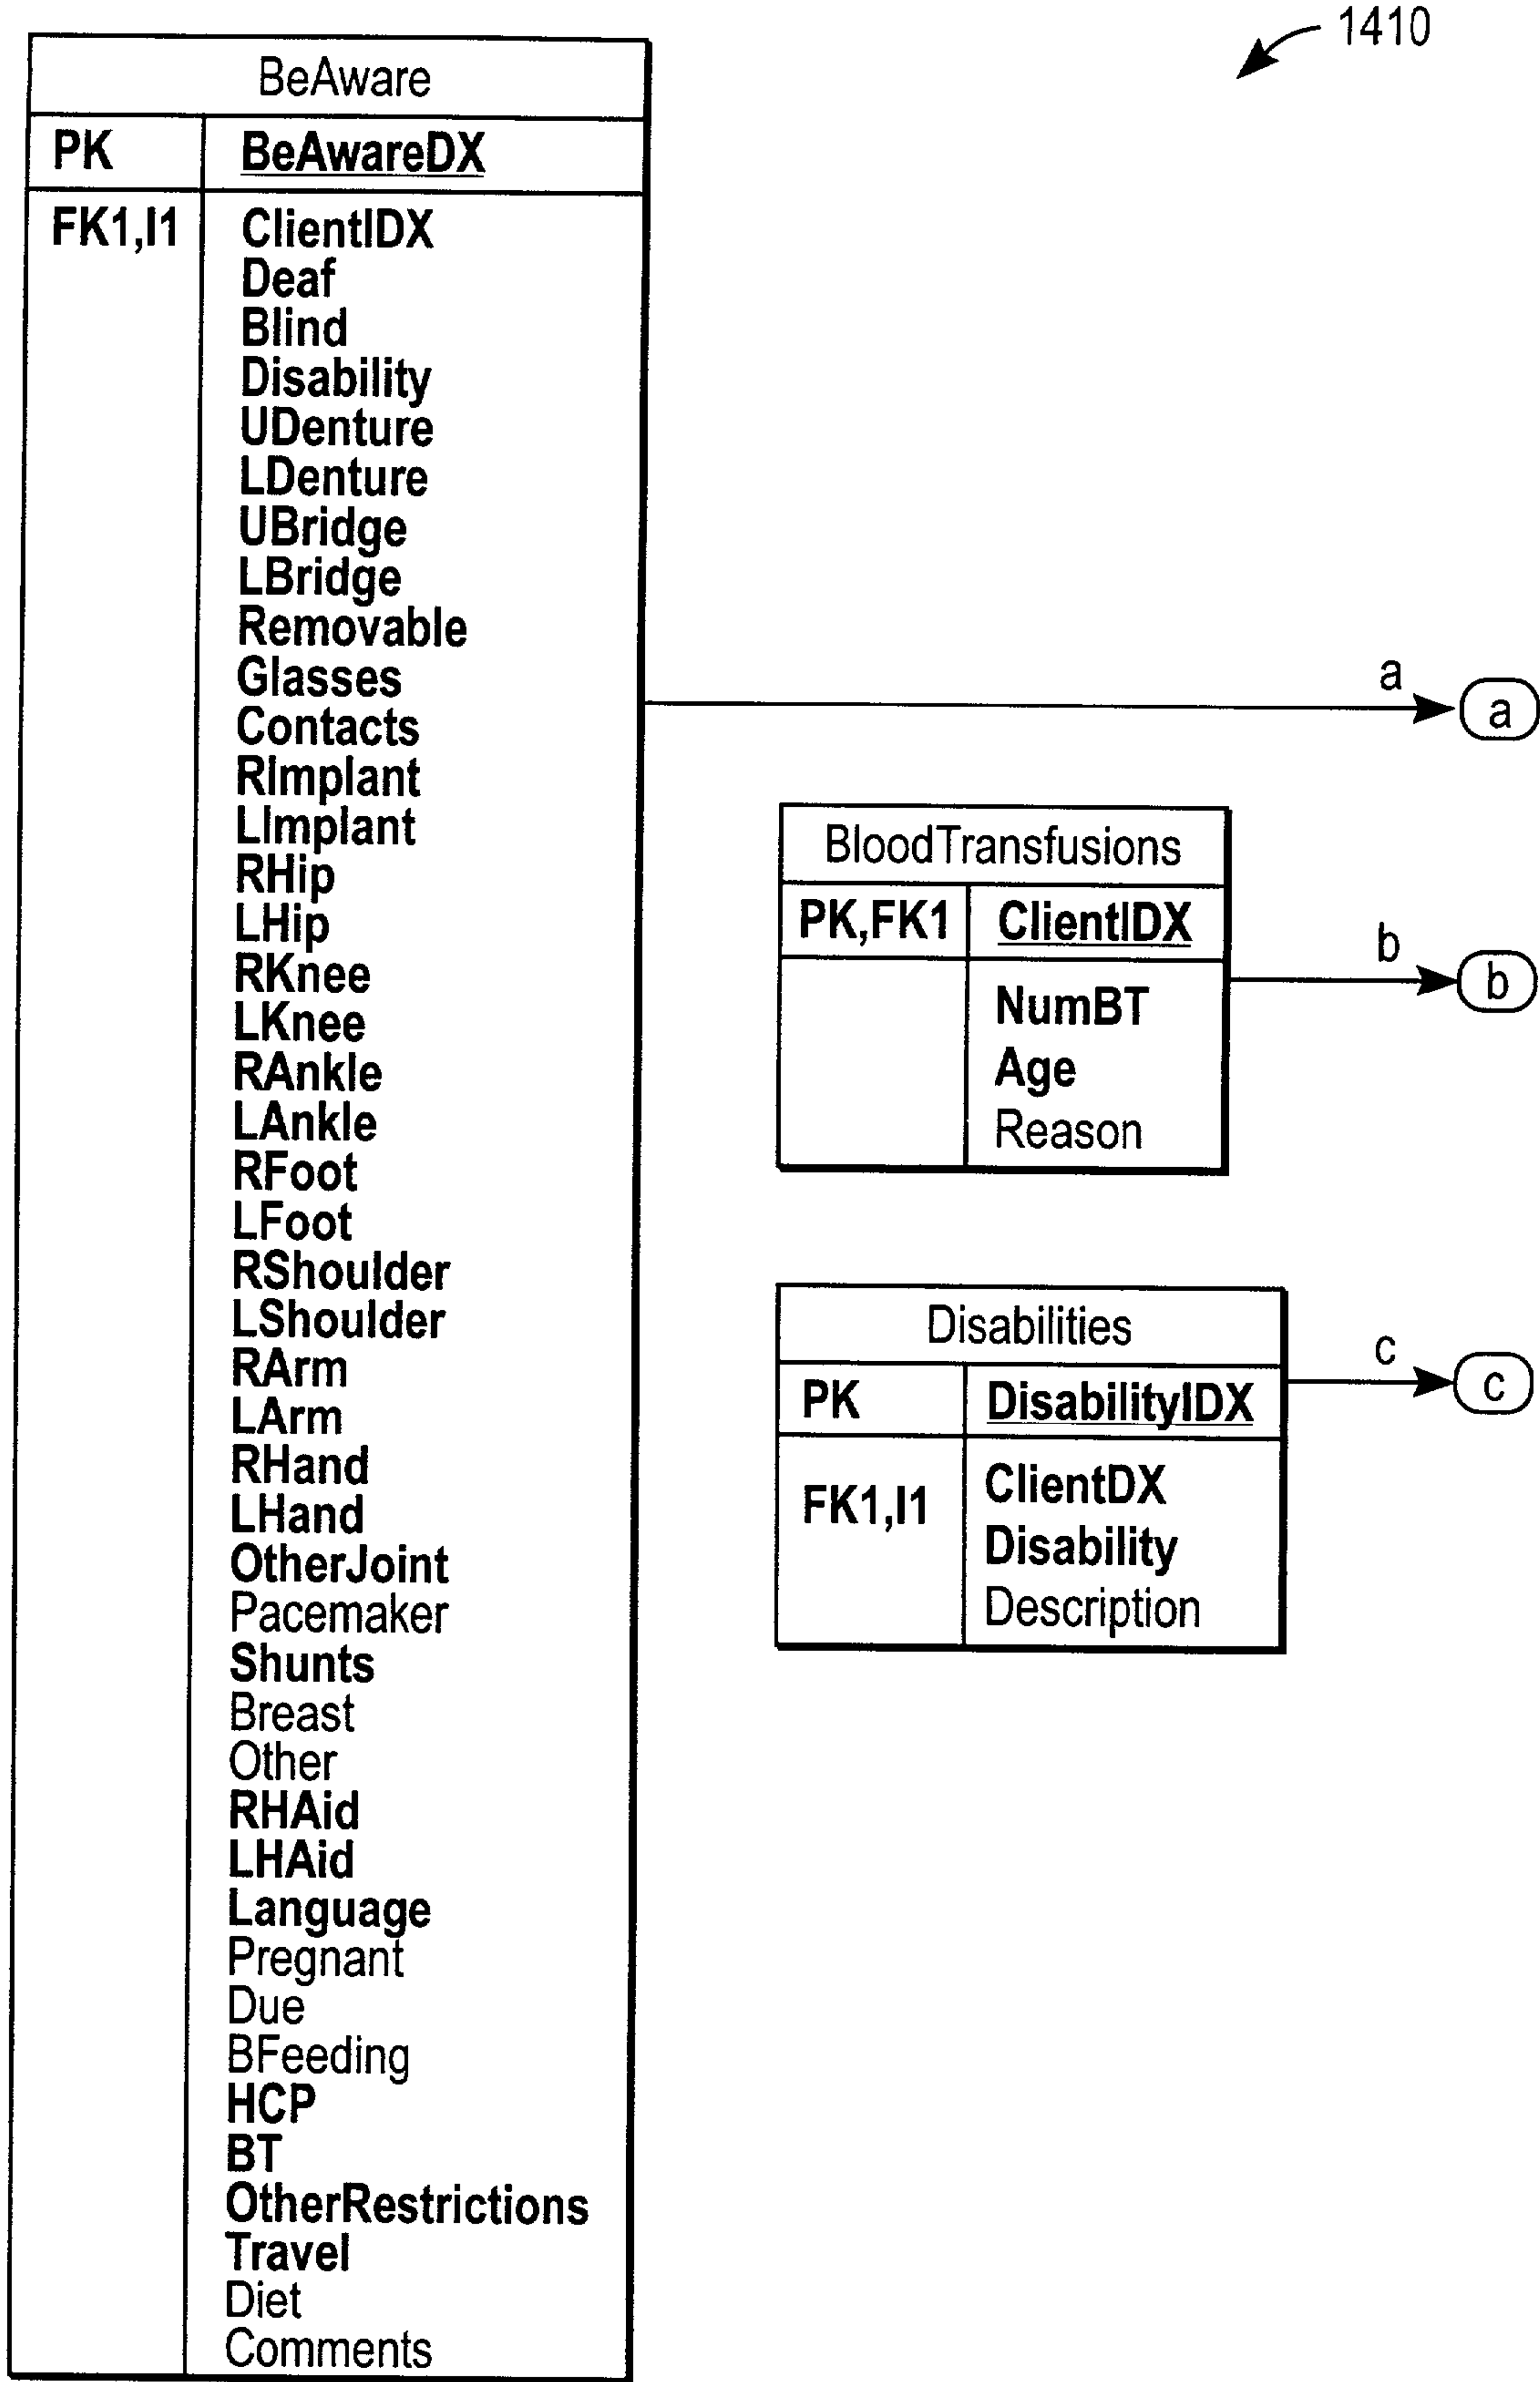 1410
BeAware
PK BeAwareDX
FK1,I1 ClientIDX
Deaf
Blind
Disability
UDenture
LDenture
UBridge
LBridge
Removable
Glasses
Contacts
RImplant
LImplant
RHip
LHip
RKnee
LKnee
RAnkle
LAnkle
RFoot
LFoot
RShoulder
LShoulder
RArm
LArm
RHand
LHand
OtherJoint
Pacemaker
Shunts
Breast
Other
RHAid
LHAid
Language
Pregnant
Due
BFeeding
HCP
BT
OtherRestrictions
Travel
Diet
Comments
a
a
BloodTransfusions
PK,FK1 ClientIDX
NumBT
Age
Reason
b
b
Disabilities
PK DisabilityIDX
FK1,I1 ClientDX
Disability
Description
c
c